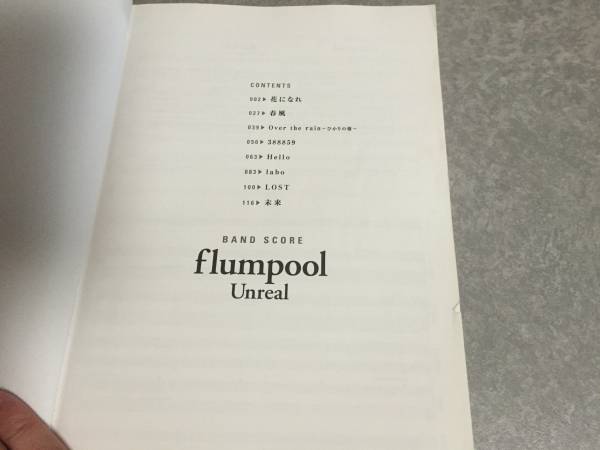 CONTENTS
002▶ 花になれ
027▶ 春風
039▶ Over the rain～ひかりの橋～
050▶ 388859
063▶ Hello
083▶ labo
100▶ LOST
116▶ 未来
BAND SCORE
flumpool
Unreal